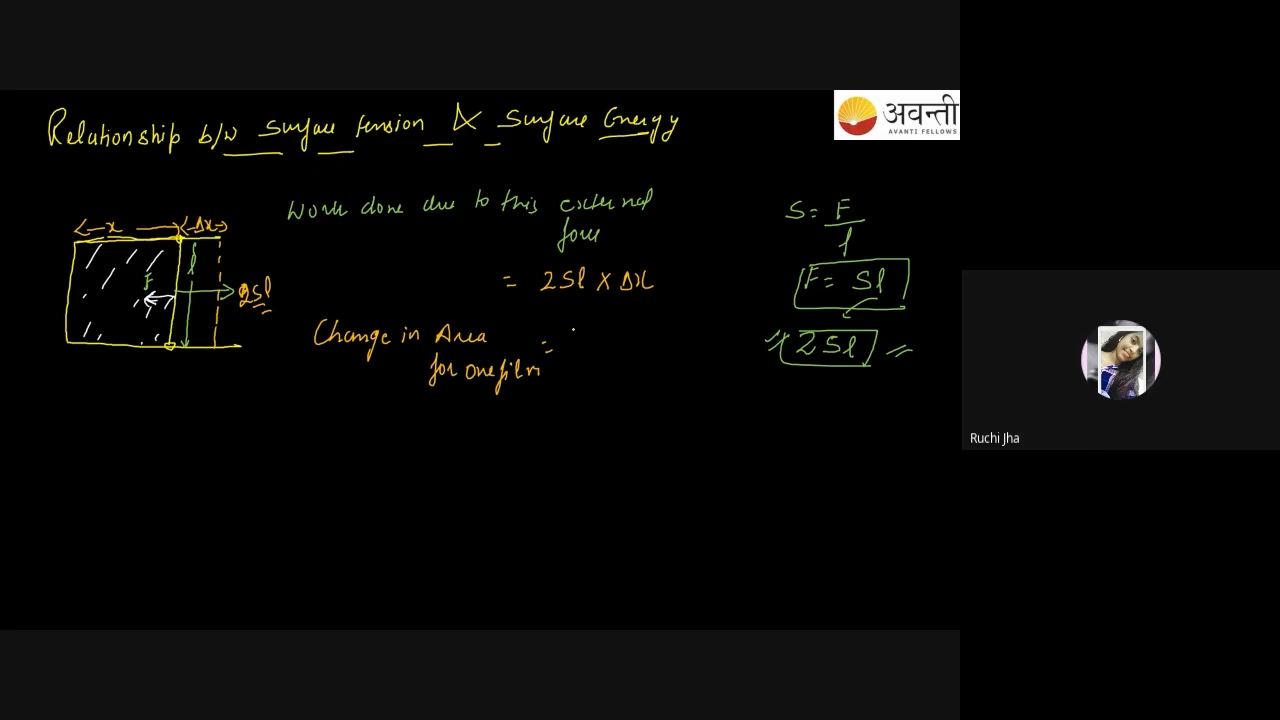 Relationship b/w Surface tension & Surface Energy
अवन्ती
AVANTI FELLOWS
x Δx
l
F
2Sl
Work done due to this external
force
= 2Sl × Δx
Change in Area
for one film =
S = F
l
F = Sl
2Sl
Ruchi Jha